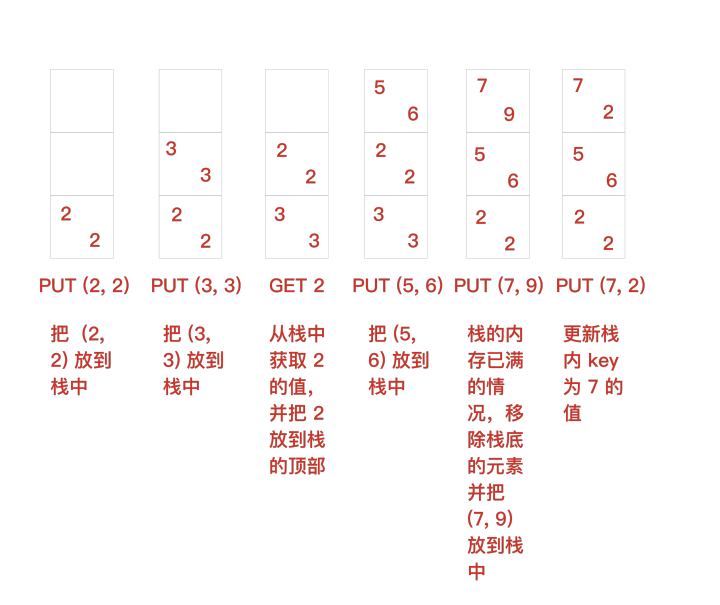 5
7
7
6
9
2
3
2
2
5
5
3
2
2
6
6
2
2
3
3
2
2
2
2
3
3
2
2
PUT (2, 2)
PUT (3, 3)
GET 2
PUT (5, 6)
PUT (7, 9)
PUT (7, 2)
把（2,
2) 放到
栈中
把 (3,
3) 放到
栈中
从栈中
获取 2
的值，
并把 2
放到栈
的顶部
把 (5,
6) 放到
栈中
栈的内
存已满
的情
况，移
除栈底
的元素
并把
(7, 9)
放到栈
中
更新栈
内 key
为 7 的
值